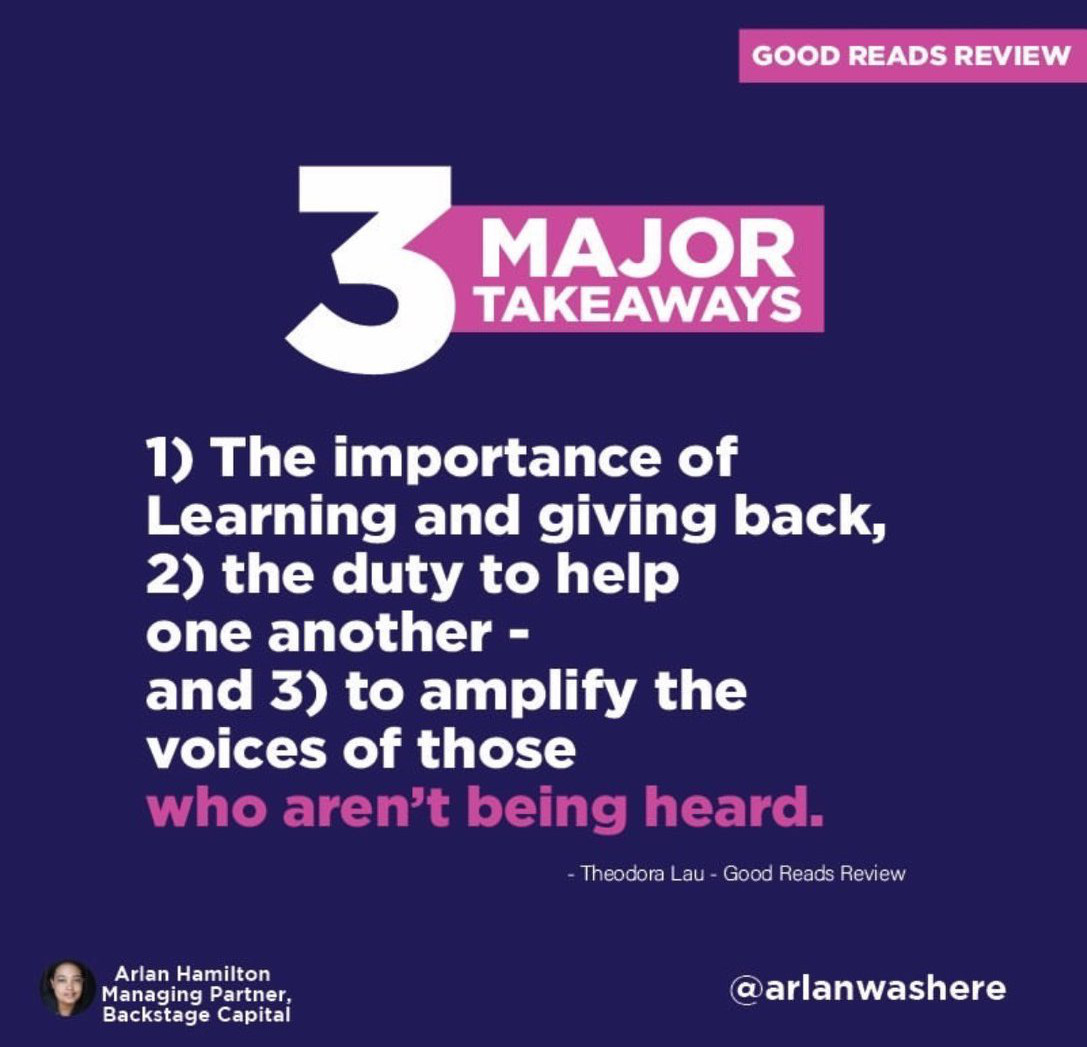 GOOD READS REVIEW
3 MAJOR
TAKEAWAYS
1) The importance of
Learning and giving back,
2) the duty to help
one another -
and 3) to amplify the
voices of those
who aren't being heard.
- Theodora Lau - Good Reads Review
Arlan Hamilton
Managing Partner,
Backstage Capital
@arlanwashere